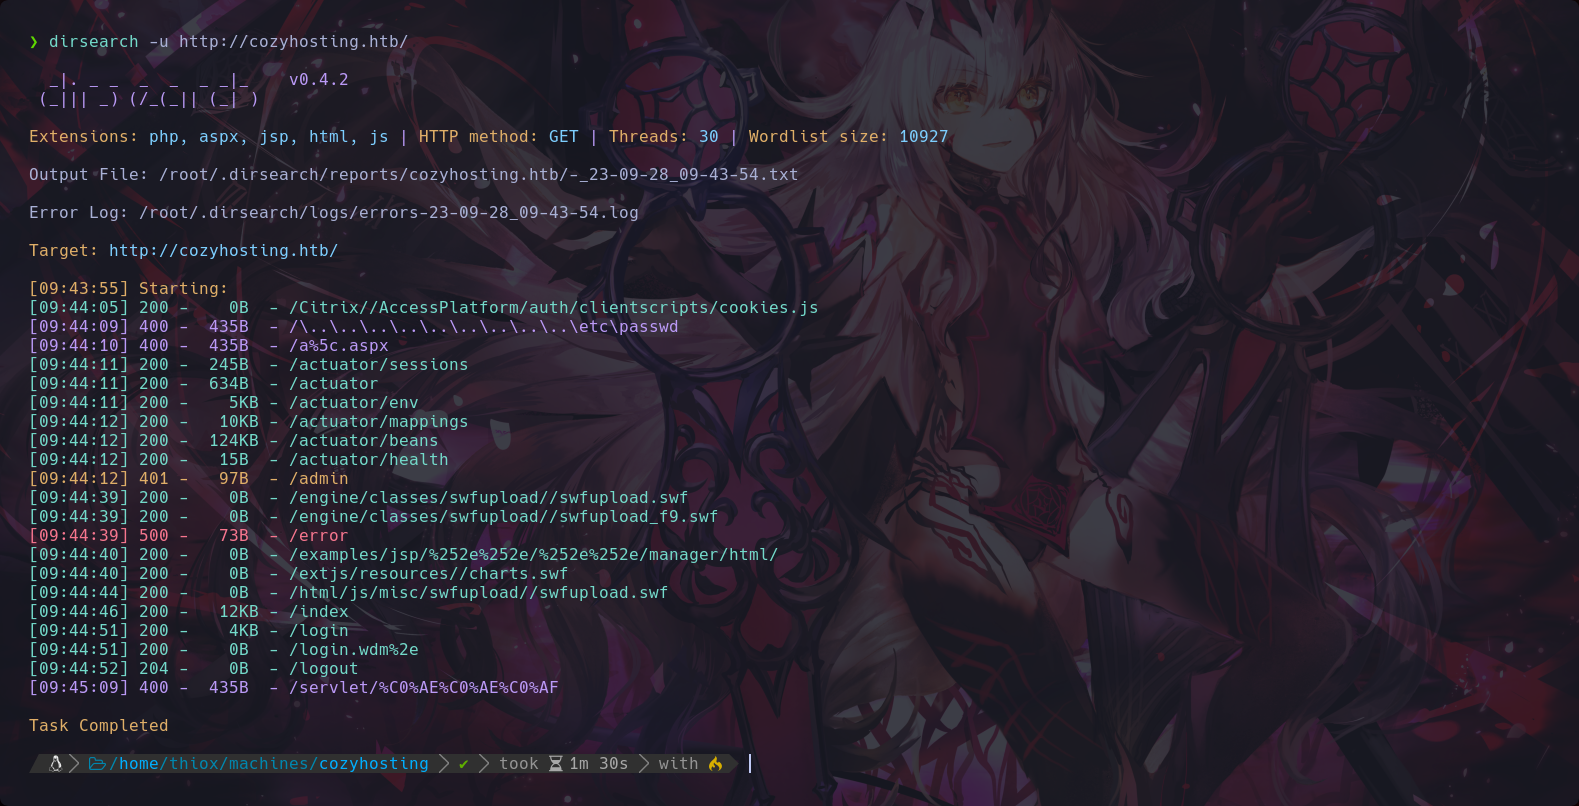 ❯ dirsearch -u http://cozyhosting.htb/
  _|. _ _  _  _  _ _|_    v0.4.2
 (_||| _) (/_(_|| (_| )
Extensions: php, aspx, jsp, html, js | HTTP method: GET | Threads: 30 | Wordlist size: 10927
Output File: /root/.dirsearch/reports/cozyhosting.htb/-_23-09-28_09-43-54.txt
Error Log: /root/.dirsearch/logs/errors-23-09-28_09-43-54.log
Target: http://cozyhosting.htb/
[09:43:55] Starting:
[09:44:05] 200 -    0B  - /Citrix//AccessPlatform/auth/clientscripts/cookies.js
[09:44:09] 400 -  435B  - /\..\..\..\..\..\..\..\..\..\etc\passwd
[09:44:10] 400 -  435B  - /a%5c.aspx
[09:44:11] 200 -  245B  - /actuator/sessions
[09:44:11] 200 -  634B  - /actuator
[09:44:11] 200 -    5KB - /actuator/env
[09:44:12] 200 -   10KB - /actuator/mappings
[09:44:12] 200 -  124KB - /actuator/beans
[09:44:12] 200 -   15B  - /actuator/health
[09:44:12] 401 -   97B  - /admin
[09:44:39] 200 -    0B  - /engine/classes/swfupload//swfupload.swf
[09:44:39] 200 -    0B  - /engine/classes/swfupload//swfupload_f9.swf
[09:44:39] 500 -   73B  - /error
[09:44:40] 200 -    0B  - /examples/jsp/%252e%252e/%252e%252e/manager/html/
[09:44:40] 200 -    0B  - /extjs/resources//charts.swf
[09:44:44] 200 -    0B  - /html/js/misc/swfupload//swfupload.swf
[09:44:46] 200 -   12KB - /index
[09:44:51] 200 -    4KB - /login
[09:44:51] 200 -    0B  - /login.wdm%2e
[09:44:52] 204 -    0B  - /logout
[09:45:09] 400 -  435B  - /servlet/%C0%AE%C0%AE%C0%AF
Task Completed
/home/thiox/machines/cozyhosting ✔ took 1m 30s with